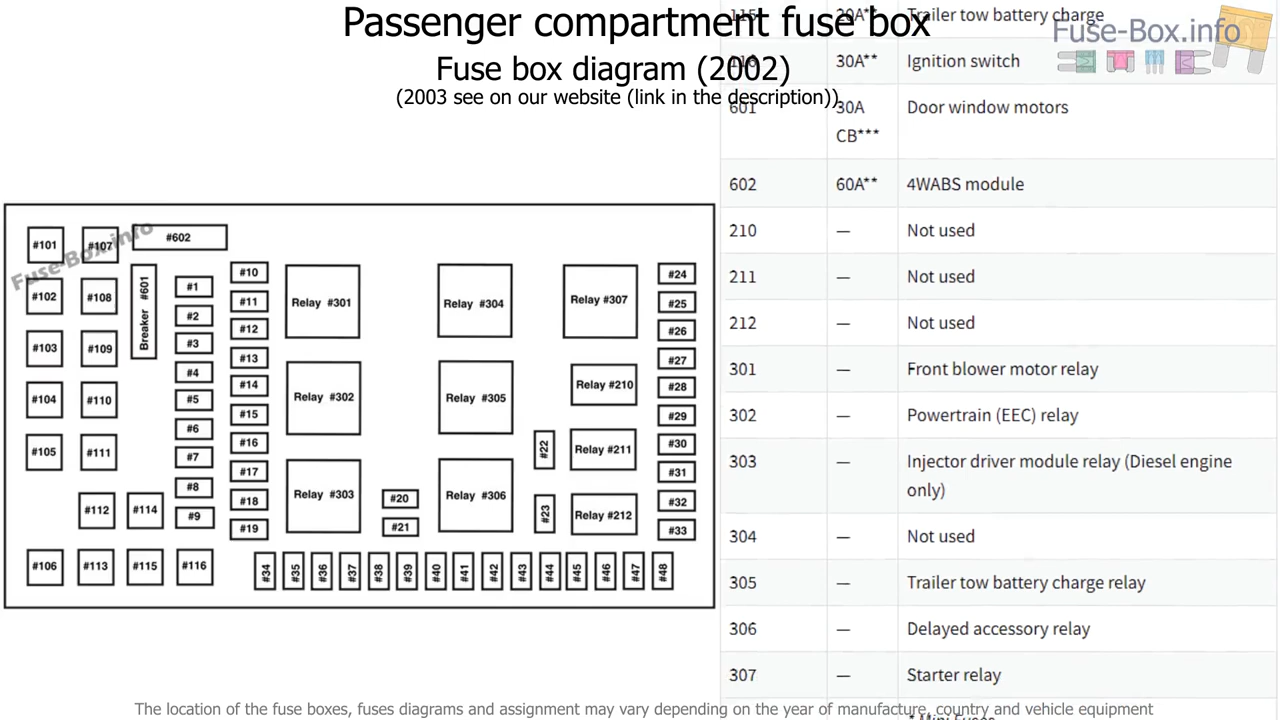 Passenger compartment fuse box
Fuse box diagram (2002)
(2003 see on our website (link in the description))
Fuse-Box.info
115 20A** Trailer tow battery charge
116 30A** Ignition switch
601 30A CB*** Door window motors
602 60A** 4WABS module
210 — Not used
211 — Not used
212 — Not used
301 — Front blower motor relay
302 — Powertrain (EEC) relay
303 — Injector driver module relay (Diesel engine
only)
304 — Not used
305 — Trailer tow battery charge relay
306 — Delayed accessory relay
307 — Starter relay
* Mini Fuses
Fuse-Box.info
#101
#102
#103
#104
#105
#106
#107
#108
#109
#110
#111
#112
#113
#114
#115
#116
#602
Breaker #601
#1
#2
#3
#4
#5
#6
#7
#8
#9
#10
#11
#12
#13
#14
#15
#16
#17
#18
#19
Relay #301
Relay #302
Relay #303
#20
#21
Relay #304
Relay #305
Relay #306
#22
#23
Relay #307
Relay #210
Relay #211
Relay #212
#24
#25
#26
#27
#28
#29
#30
#31
#32
#33
#34
#35
#36
#37
#38
#39
#40
#41
#42
#43
#44
#45
#46
#47
#48
The location of the fuse boxes, fuses diagrams and assignment may vary depending on the year of manufacture, country and vehicle equipment